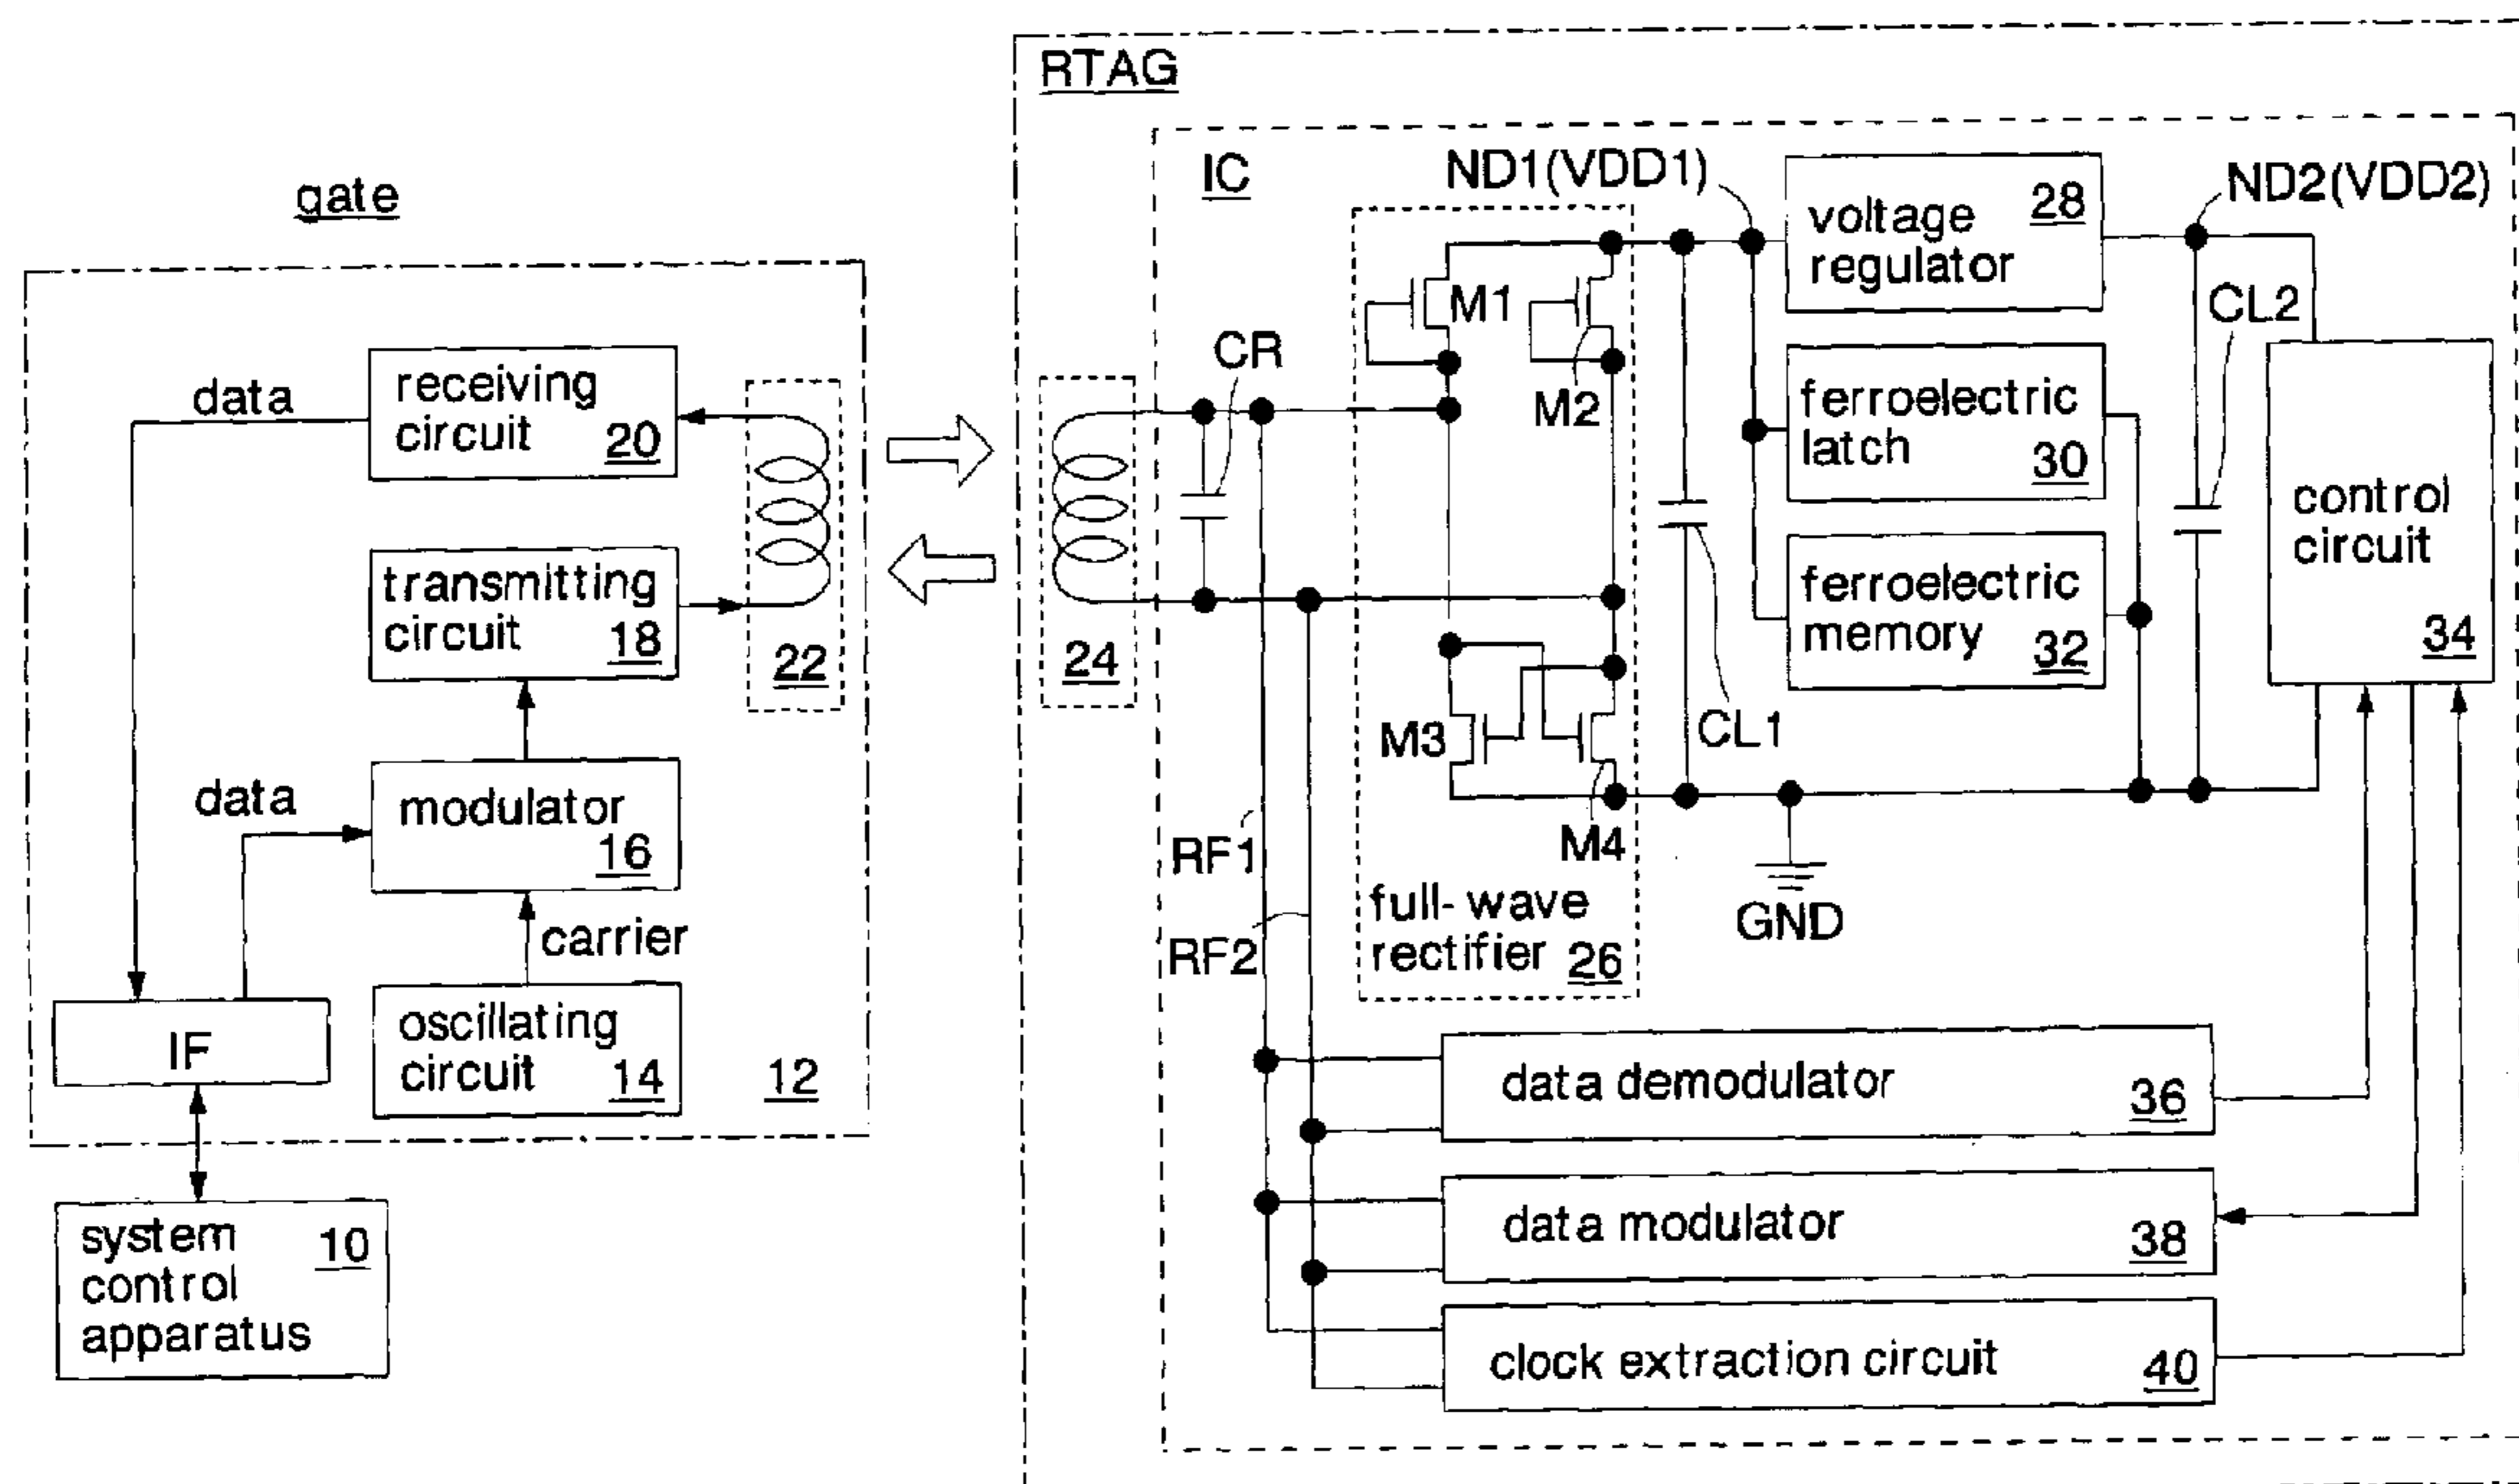 RTAG
gate
IC
ND1(VDD1)
ND2(VDD2)
voltage
regulator
28
CL2
M1
M2
CR
receiving
circuit
20
data
ferroelectric
latch
30
control
circuit
34
transmitting
circuit
18
22
24
ferroelectric
memory
32
M3
CL1
data
modulator
16
RF1
M4
GND
carrier
RF2
full-wave
rectifier
26
IF
oscillating
circuit
14
12
data demodulator
36
system
control
apparatus
10
data modulator
38
clock extraction circuit
40